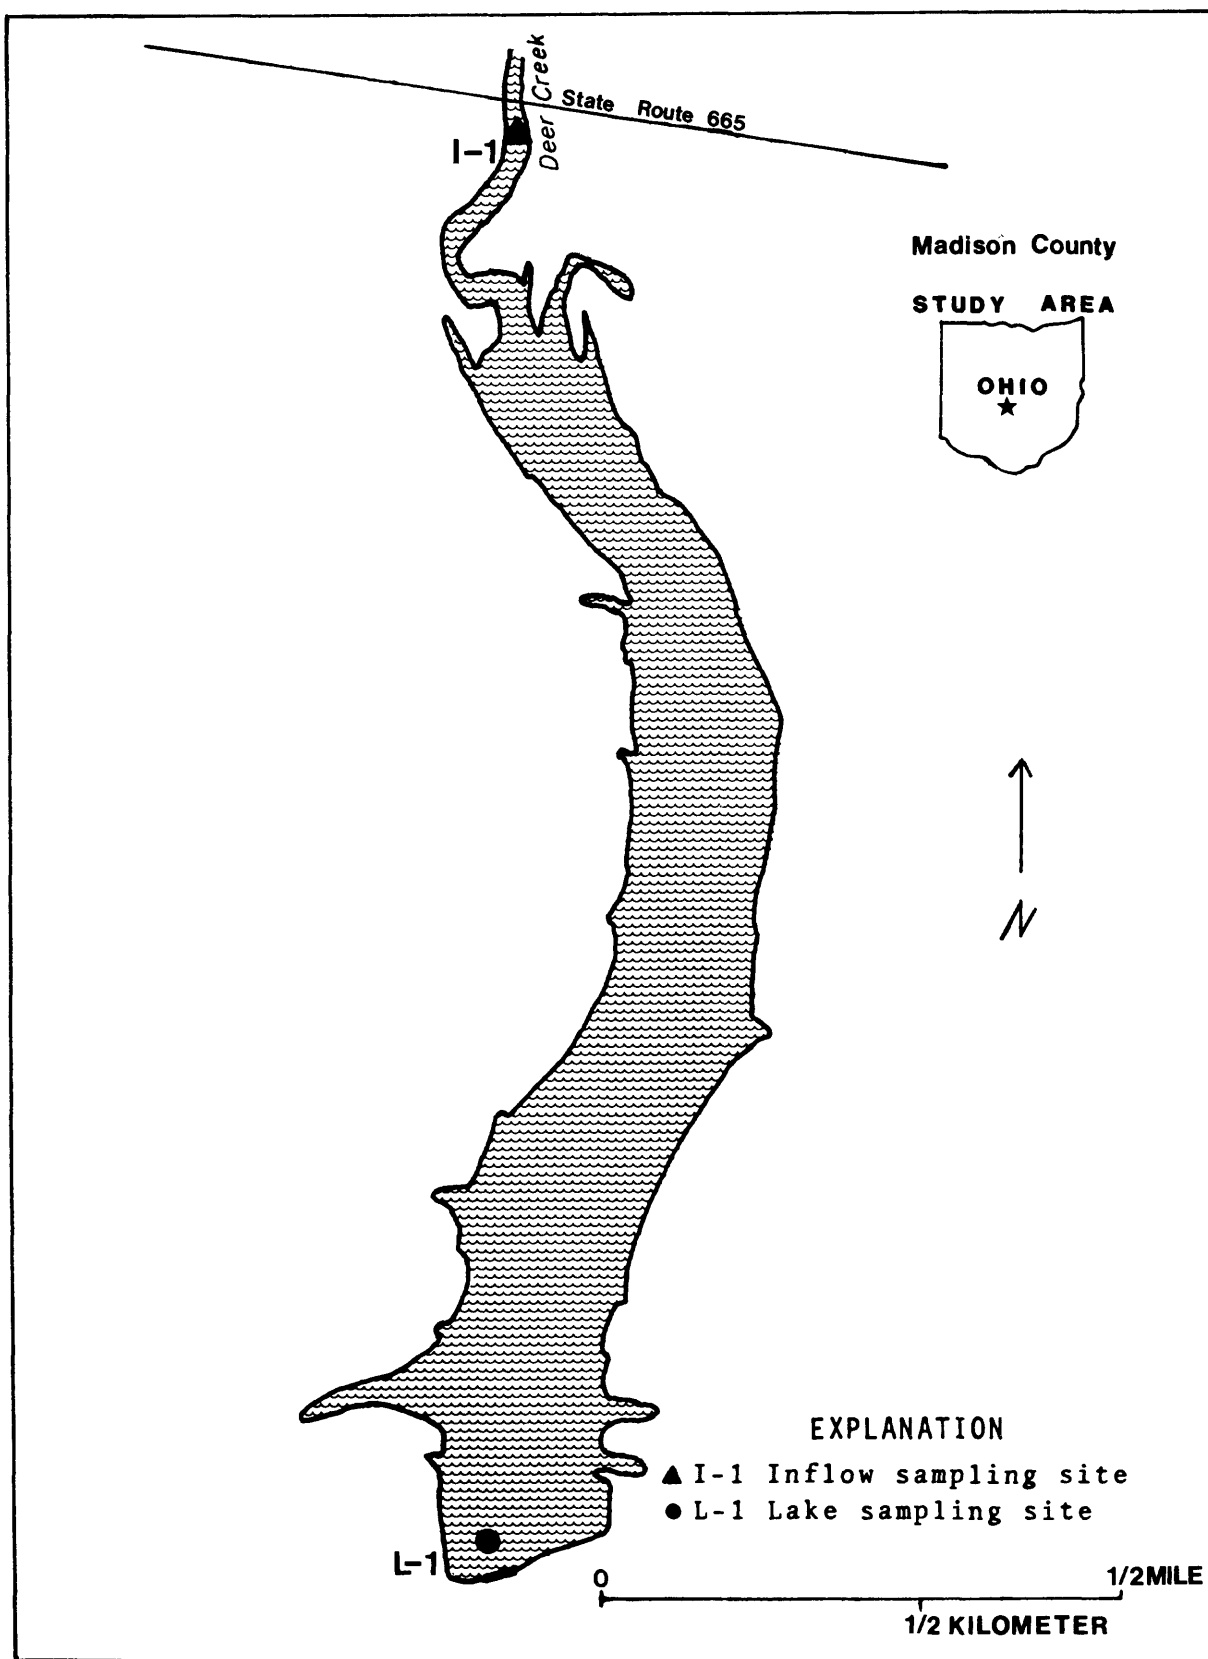 Deer Creek
State Route 665
I-1
Madison County
STUDY AREA
OHIO
N
EXPLANATION
I-1 Inflow sampling site
L-1 Lake sampling site
L-1
0
1/2 MILE
1/2 KILOMETER